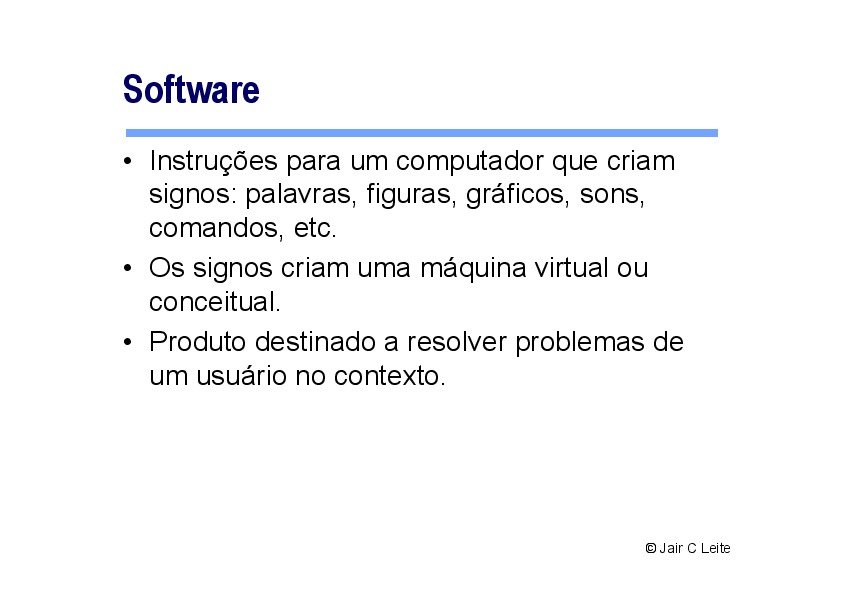 Software
• Instruções para um computador que criam
signos: palavras, figuras, gráficos, sons,
comandos, etc.
• Os signos criam uma máquina virtual ou
conceitual.
• Produto destinado a resolver problemas de
um usuário no contexto.
© Jair C Leite